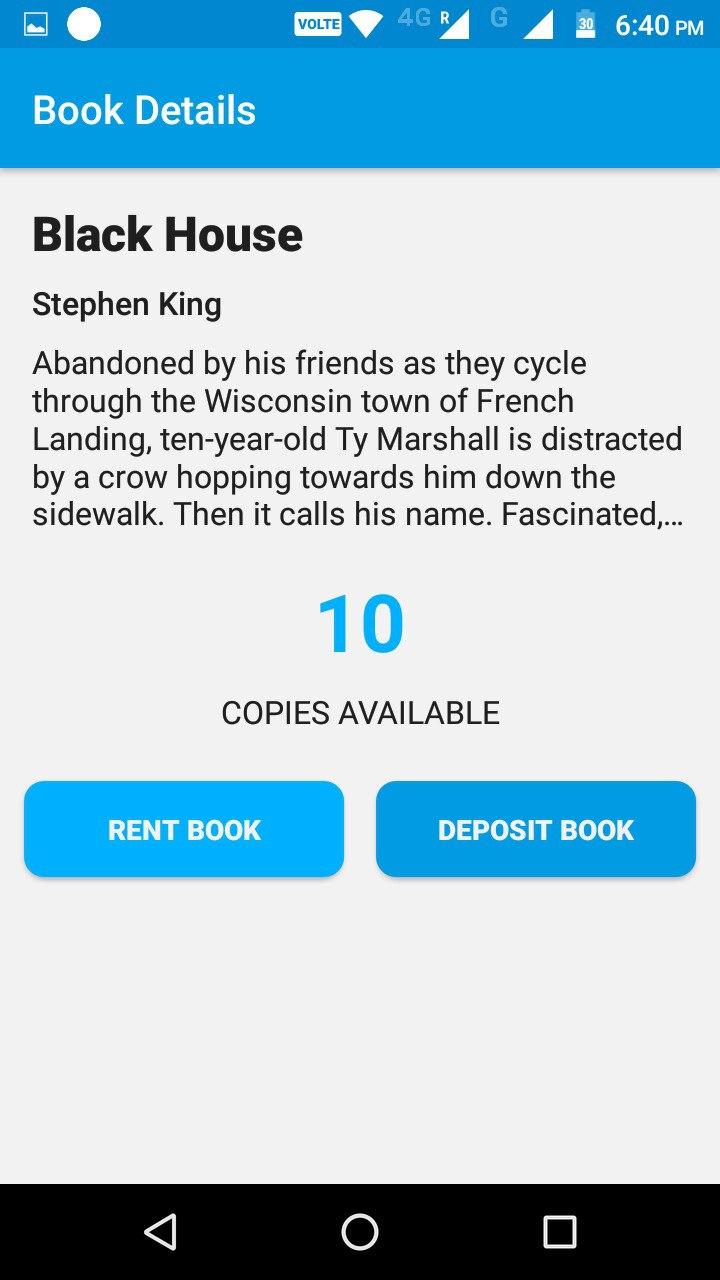 VOLTE 4G R G 30 6:40 PM
Book Details
Black House
Stephen King
Abandoned by his friends as they cycle
through the Wisconsin town of French
Landing, ten-year-old Ty Marshall is distracted
by a crow hopping towards him down the
sidewalk. Then it calls his name. Fascinated,...
10
COPIES AVAILABLE
RENT BOOK
DEPOSIT BOOK